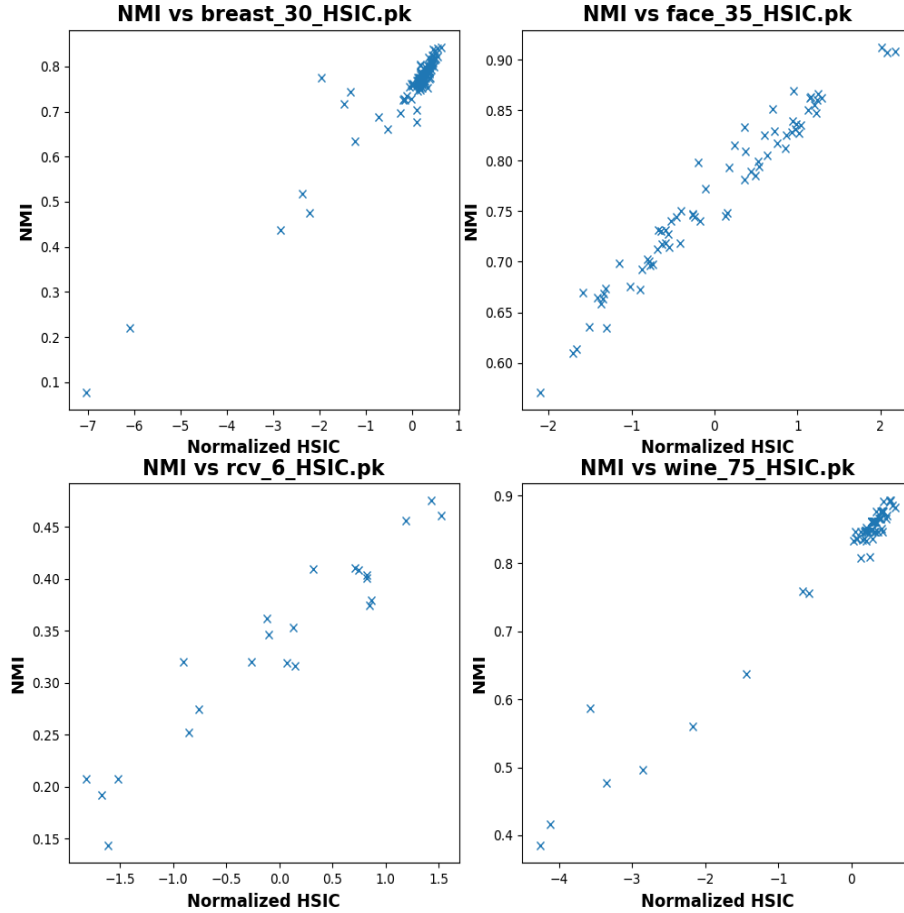 NMI vs breast_30_HSIC.pk
NMI
0.8
0.7
0.6
0.5
0.4
0.3
0.2
0.1
−7 −6 −5 −4 −3 −2 −1 0 1
Normalized HSIC
NMI vs face_35_HSIC.pk
NMI
0.90
0.85
0.80
0.75
0.70
0.65
0.60
−2 −1 0 1 2
Normalized HSIC
NMI vs rcv_6_HSIC.pk
NMI
0.45
0.40
0.35
0.30
0.25
0.20
0.15
−1.5 −1.0 −0.5 0.0 0.5 1.0 1.5
Normalized HSIC
NMI vs wine_75_HSIC.pk
NMI
0.9
0.8
0.7
0.6
0.5
0.4
−4 −3 −2 −1 0
Normalized HSIC